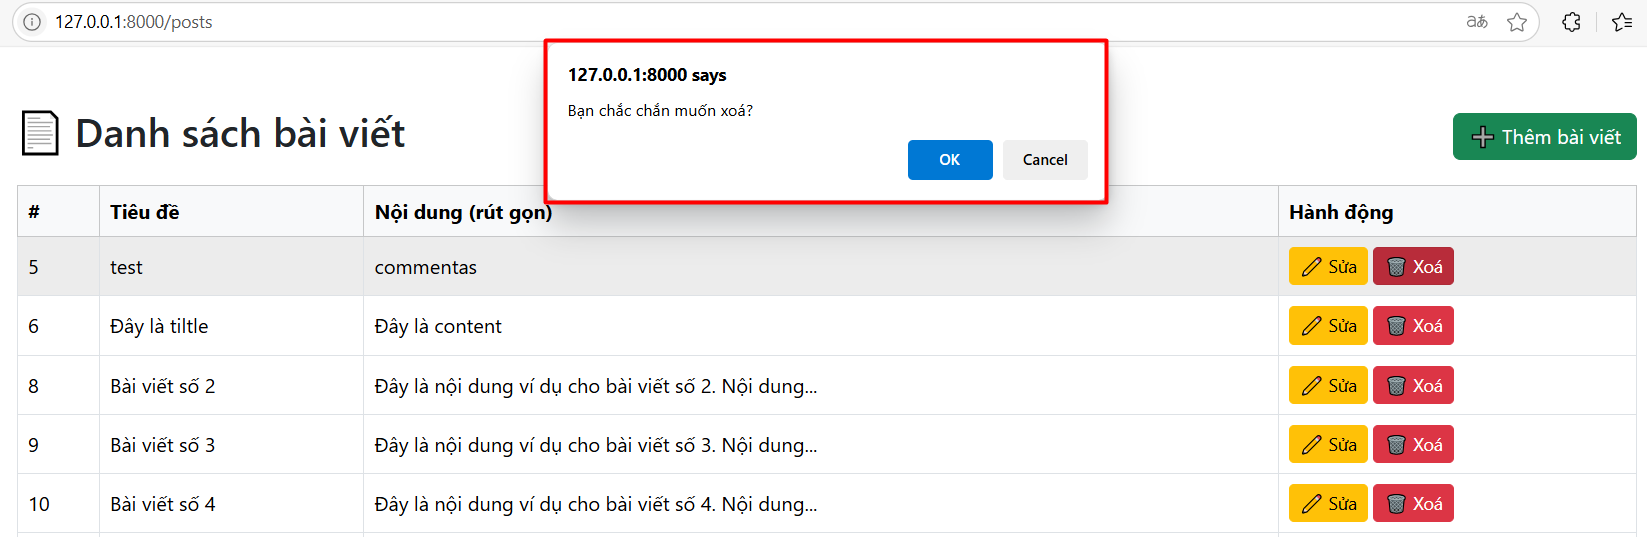 127.0.0.1:8000/posts
127.0.0.1:8000 says
Bạn chắc chắn muốn xoá?
OK Cancel
Danh sách bài viết
Thêm bài viết
# Tiêu đề Nội dung (rút gọn) Hành động
5 test commentas Sửa Xoá
6 Đây là tiltle Đây là content Sửa Xoá
8 Bài viết số 2 Đây là nội dung ví dụ cho bài viết số 2. Nội dung... Sửa Xoá
9 Bài viết số 3 Đây là nội dung ví dụ cho bài viết số 3. Nội dung... Sửa Xoá
10 Bài viết số 4 Đây là nội dung ví dụ cho bài viết số 4. Nội dung... Sửa Xoá